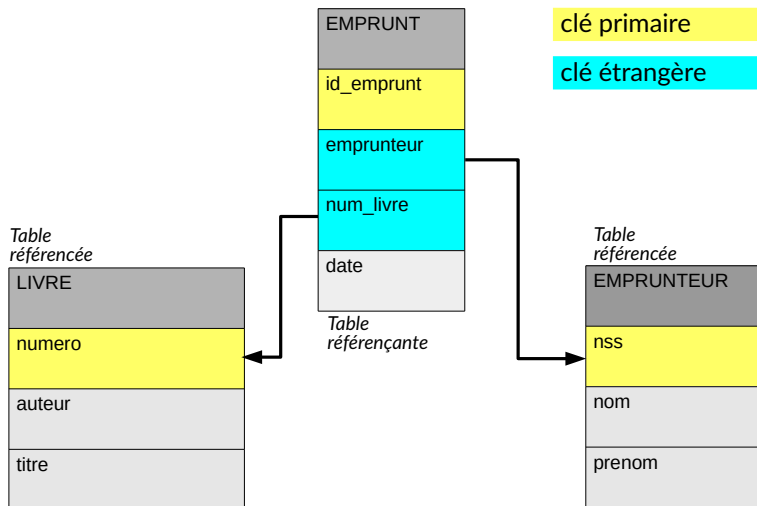 EMPRUNT
id_emprunt
emprunteur
num_livre
date
Table
référençante
clé primaire
clé étrangère
Table
référencée
LIVRE
numero
auteur
titre
Table
référencée
EMPRUNTEUR
nss
nom
prenom